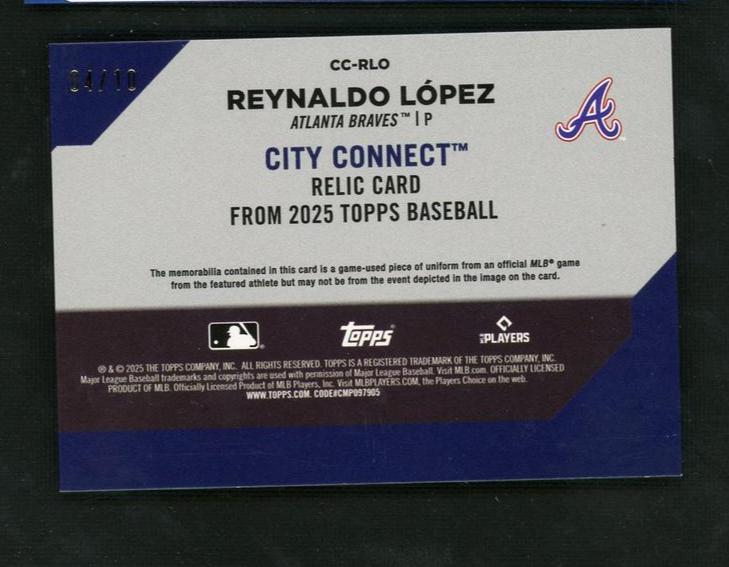 04/10
CC-RLO
REYNALDO LÓPEZ
ATLANTA BRAVES™ | P
A
CITY CONNECT™
RELIC CARD
FROM 2025 TOPPS BASEBALL
The memorabilia contained in this card is a game-used piece of uniform from an official MLB® game
from the featured athlete but may not be from the event depicted in the image on the card.
topps
MLB PLAYERS
® & © 2025 THE TOPPS COMPANY, INC. ALL RIGHTS RESERVED. TOPPS IS A REGISTERED TRADEMARK OF THE TOPPS COMPANY, INC.
Major League Baseball trademarks and copyrights are used with permission of Major League Baseball. Visit MLB.com. OFFICIALLY LICENSED
PRODUCT OF MLB. Officially Licensed Product of MLB Players, Inc. Visit MLBPLAYERS.COM, the Players Choice on the web.
WWW.TOPPS.COM. CODE#CMP097905